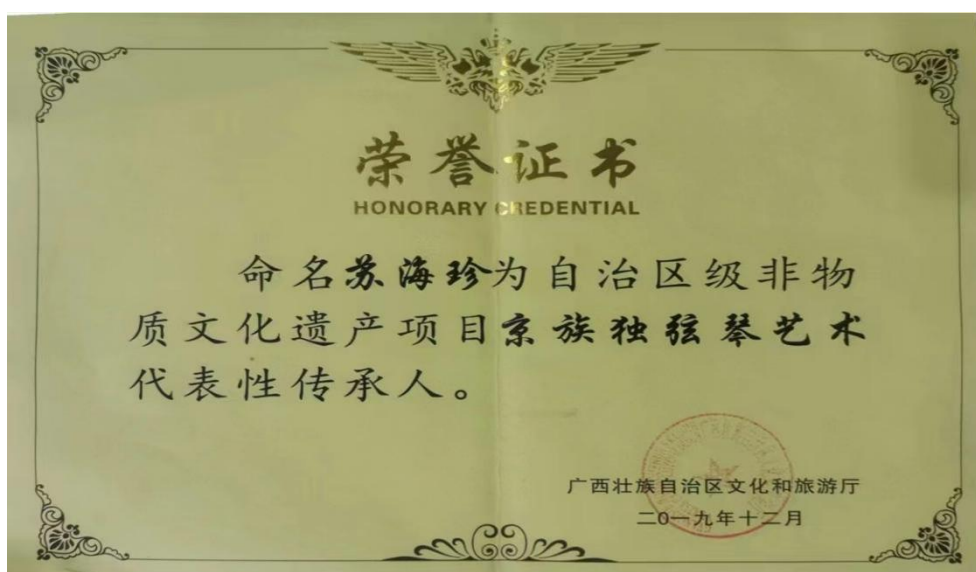 荣誉证书
HONORARY CREDENTIAL
命名苏海珍为自治区级非物
质文化遗产项目京族独弦琴艺术
代表性传承人。
广西壮族自治区文化和旅游厅
二0一九年十二月